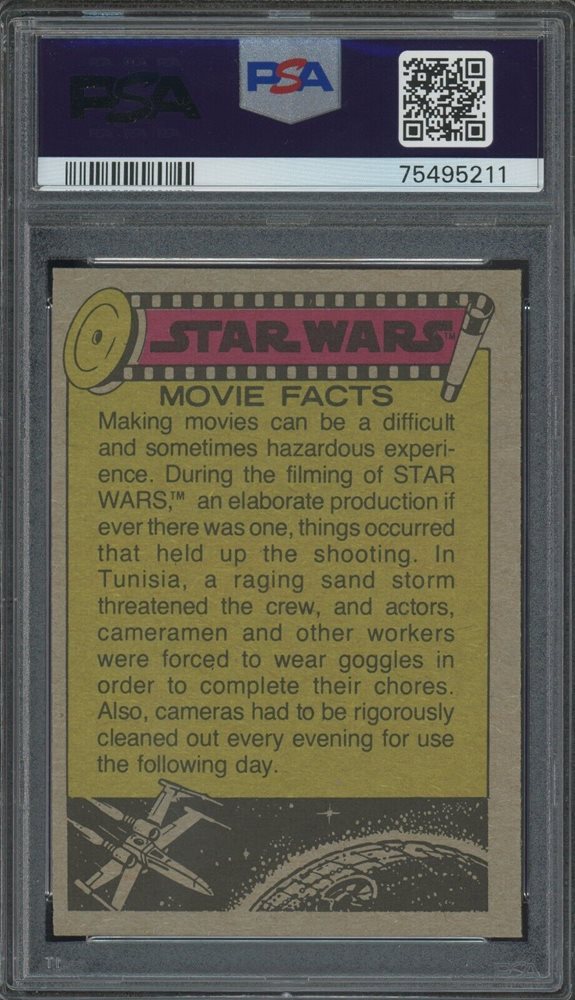 PSA
PSA
75495211
STAR WARS™
MOVIE FACTS
Making movies can be a difficult
and sometimes hazardous experi-
ence. During the filming of STAR
WARS,™ an elaborate production if
ever there was one, things occurred
that held up the shooting. In
Tunisia, a raging sand storm
threatened the crew, and actors,
cameramen and other workers
were forced to wear goggles in
order to complete their chores.
Also, cameras had to be rigorously
cleaned out every evening for use
the following day.
PSA